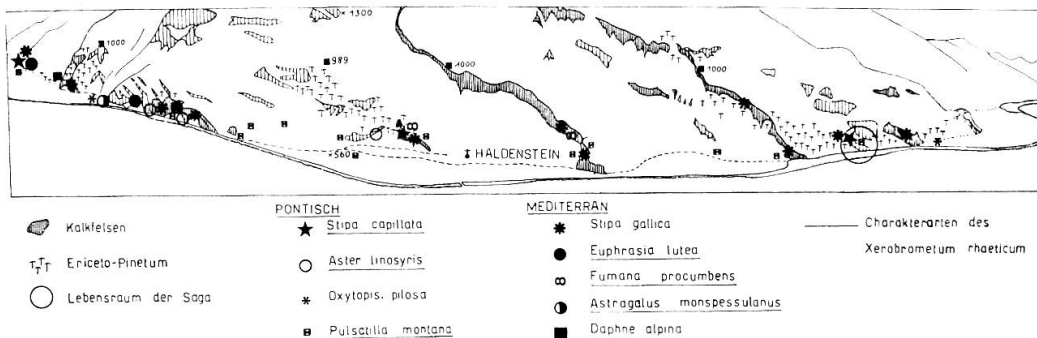 × 1300
1000
989
1000
1000
560
HALDENSTEIN
PONTISCH
MEDITERRAN
Kalkfelsen
Stipa capillata
Stipa gallica
Charakterarten des
Xerobrometum rhaeticum
Ericeto-Pinetum
Aster linosyris
Euphrasia lutea
Lebensraum der Saga
Oxytopis. pilosa
Fumana procumbens
Astragalus monspessulanus
Pulsatilla montana
Daphne alpina